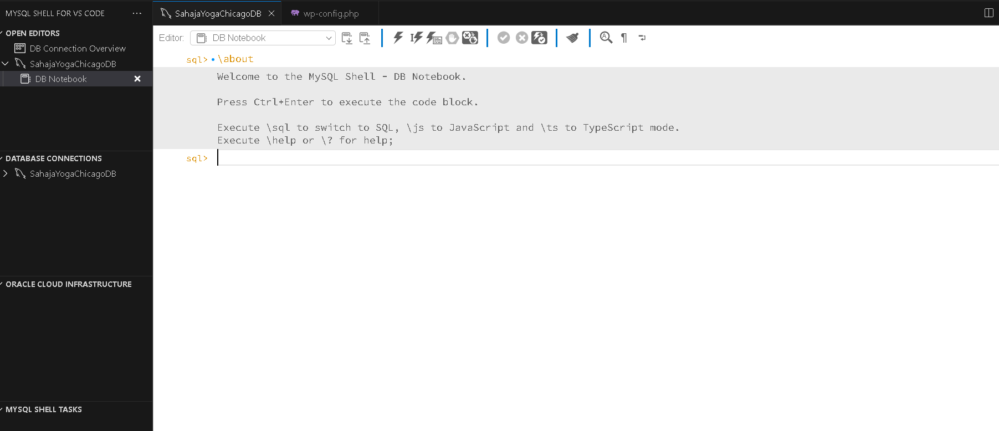 MYSQL SHELL FOR VS CODE
OPEN EDITORS
DB Connection Overview
SahajaYogaChicagoDB
DB Notebook
DATABASE CONNECTIONS
SahajaYogaChicagoDB
ORACLE CLOUD INFRASTRUCTURE
MYSQL SHELL TASKS
SahajaYogaChicagoDB
wp-config.php
Editor: DB Notebook
sql> \about
Welcome to the MySQL Shell - DB Notebook.
Press Ctrl+Enter to execute the code block.
Execute \sql to switch to SQL, \js to JavaScript and \ts to TypeScript mode.
Execute \help or \? for help;
sql>